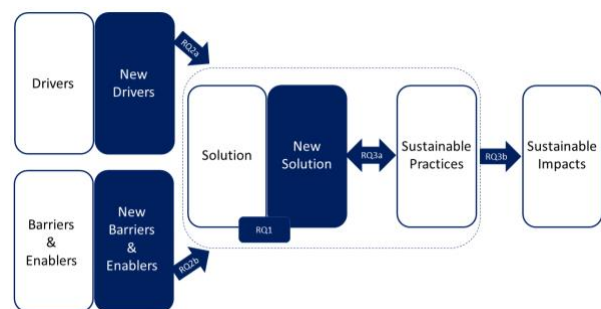 Drivers
New
Drivers
RQ2a
Barriers
&
Enablers
New
Barriers
&
Enablers
RQ2b
Solution
New
Solution
RQ1
RQ3a
Sustainable
Practices
RQ3b
Sustainable
Impacts